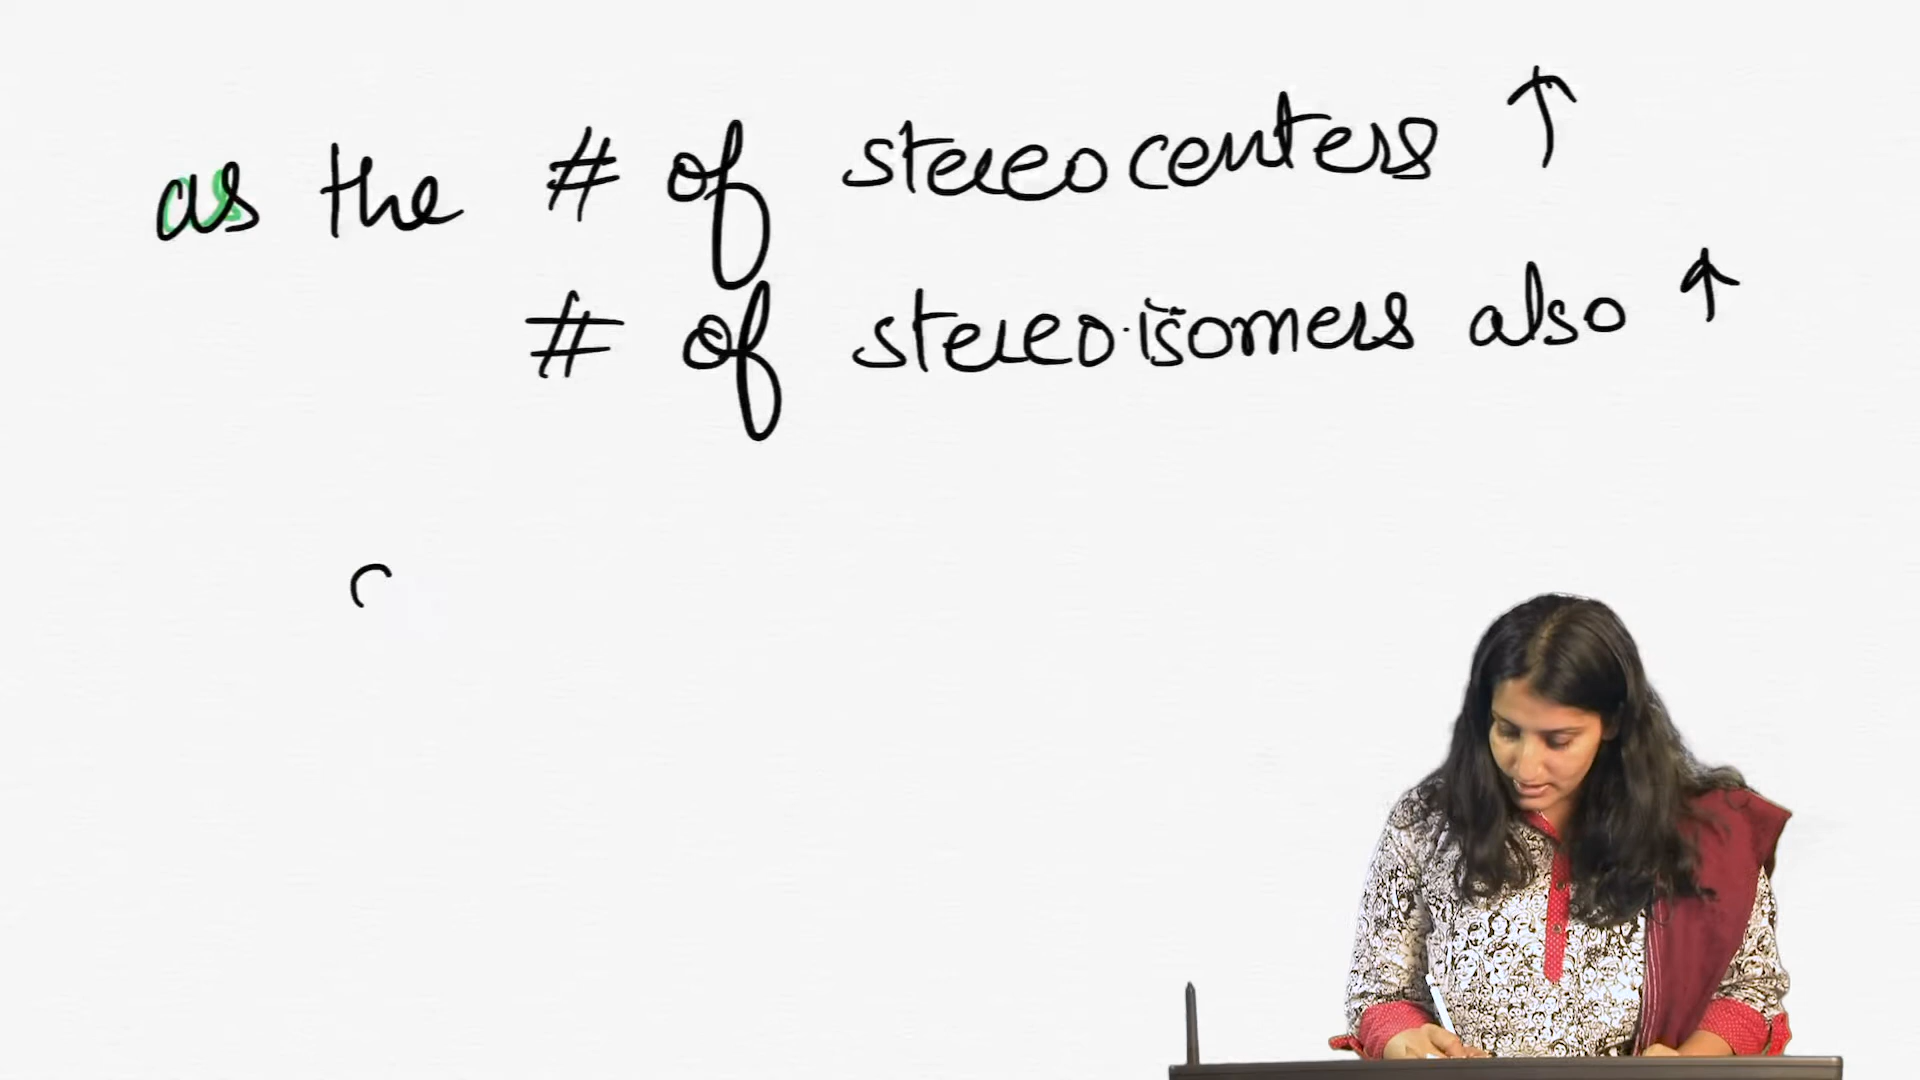 as the # of stereocenters ↑
# of stereoisomers also ↑